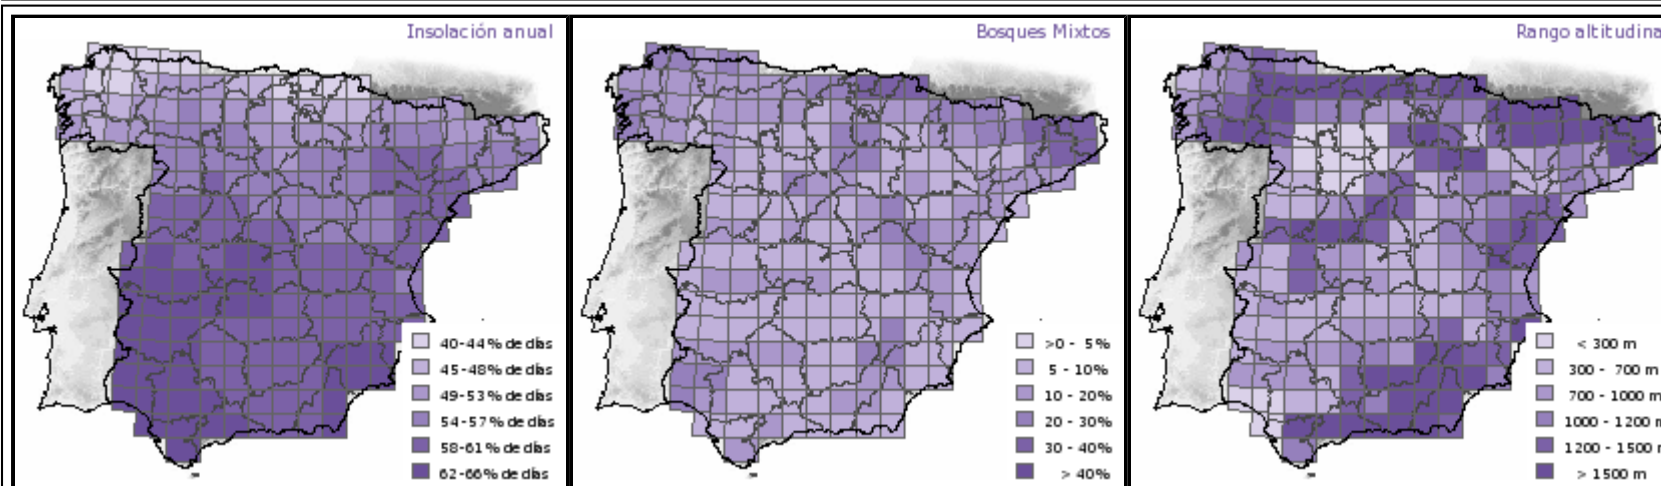 Insolación anual
40-44% de días
45-48% de días
49-53% de días
54-57% de días
58-61% de días
62-66% de días
Bosques Mixtos
>0 - 5%
5 - 10%
10 - 20%
20 - 30%
30 - 40%
> 40%
Rango altitudina
< 300 m
300 - 700 m
700 - 1000 m
1000 - 1200 m
1200 - 1500 m
> 1500 m